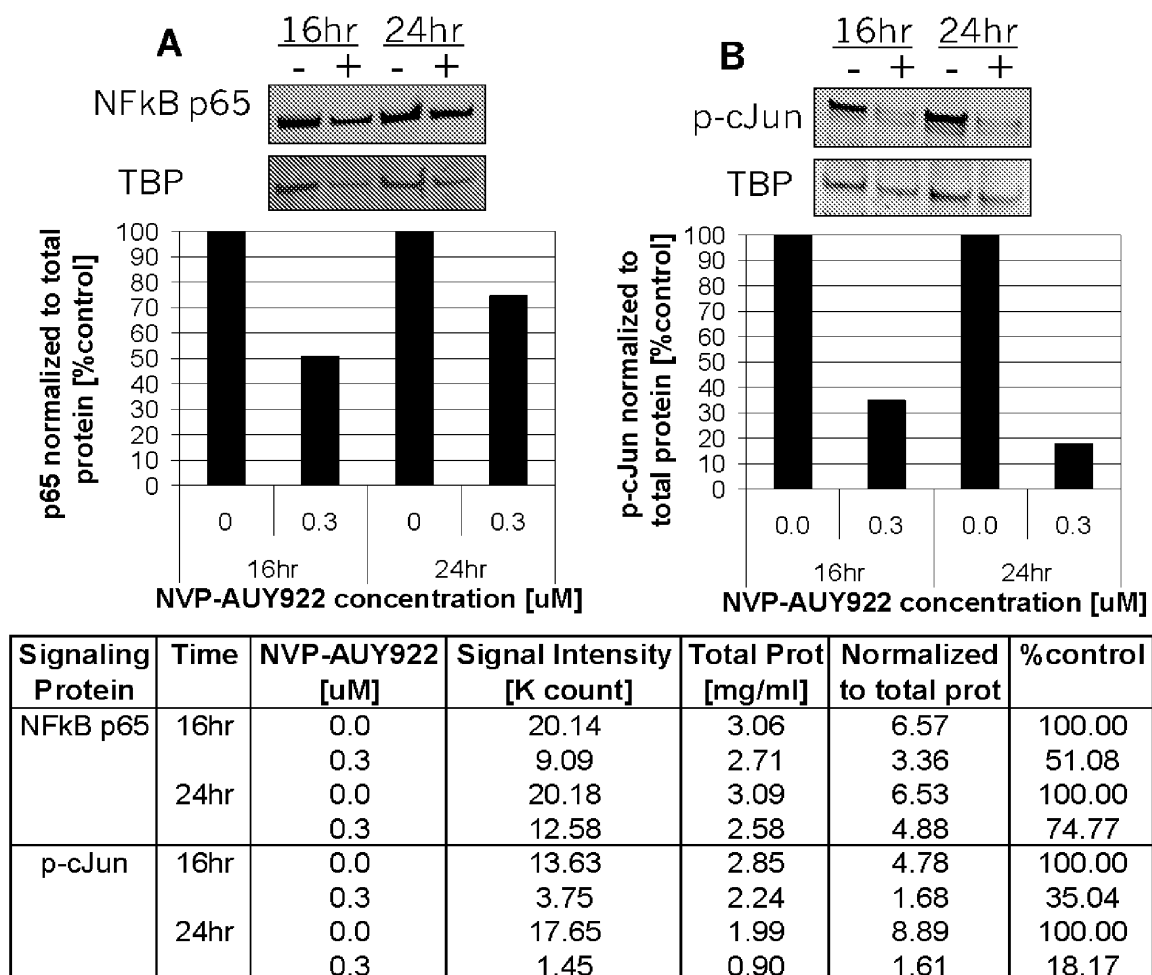 A
16hr 24hr
- + - +
NFkB p65
TBP
p65 normalized to total
protein [%control]
100
90
80
70
60
50
40
30
20
10
0
0 0.3 0 0.3
16hr 24hr
NVP-AUY922 concentration [uM]
B
16hr 24hr
- + - +
p-cJun
TBP
p-cJun normalized to
total protein [%control]
100
90
80
70
60
50
40
30
20
10
0
0.0 0.3 0.0 0.3
16hr 24hr
NVP-AUY922 concentration [uM]
Signaling Protein Time NVP-AUY922 [uM] Signal Intensity [K count] Total Prot [mg/ml] Normalized to total prot %control
NFkB p65 16hr 0.0 20.14 3.06 6.57 100.00
0.3 9.09 2.71 3.36 51.08
24hr 0.0 20.18 3.09 6.53 100.00
0.3 12.58 2.58 4.88 74.77
p-cJun 16hr 0.0 13.63 2.85 4.78 100.00
0.3 3.75 2.24 1.68 35.04
24hr 0.0 17.65 1.99 8.89 100.00
0.3 1.45 0.90 1.61 18.17